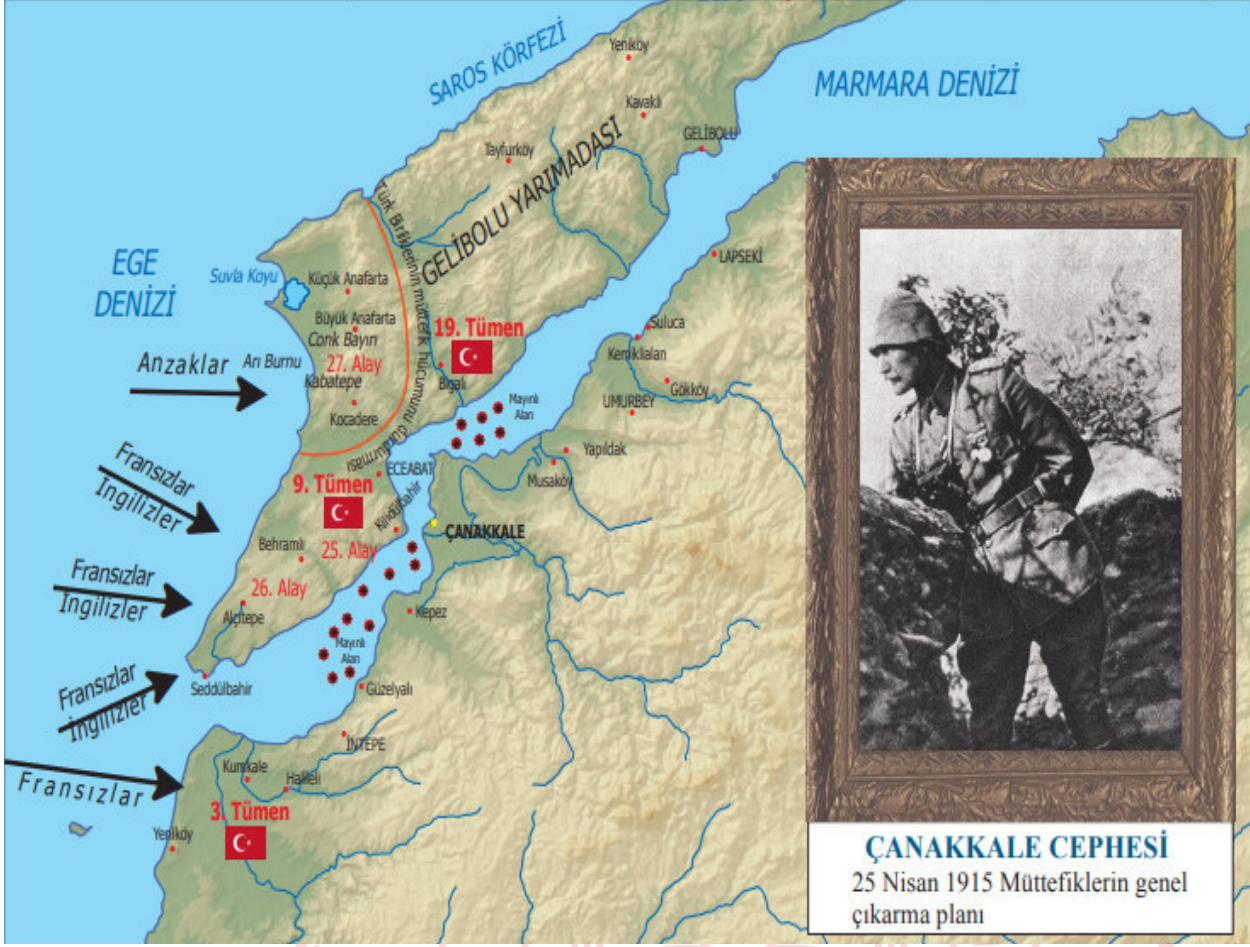 SAROS KÖRFEZİ
MARMARA DENİZİ
Yeniköy
Kavaklı
GELİBOLU
Tayfurköy
GELİBOLU YARIMADASI
Türk Birliklerinin müttefik hücumunu durdurması
LAPSEKİ
EGE
DENİZİ
Suvla Koyu
Küçük Anafarta
Büyük Anafarta
Conk Bayırı
27. Alay
Kabatepe
Kocadere
Anzaklar
Arı Burnu
19. Tümen
Bigalı
Mayınlı
Alan
Suluca
Kemiklialan
Gökköy
UMURBEY
Yapıldak
Musaköy
Fransızlar
İngilizler
ECEABAT
9. Tümen
Kilidülbahir
ÇANAKKALE
Behramlı
25. Alay
26. Alay
Fransızlar
İngilizler
Alçıtepe
Kepez
Mayınlı
Alan
Seddülbahir
Güzelyalı
Fransızlar
İngilizler
İNTEPE
Kumkale
Halileli
Fransızlar
3. Tümen
Yeniköy
ÇANAKKALE CEPHESİ
25 Nisan 1915 Müttefiklerin genel
çıkarma planı